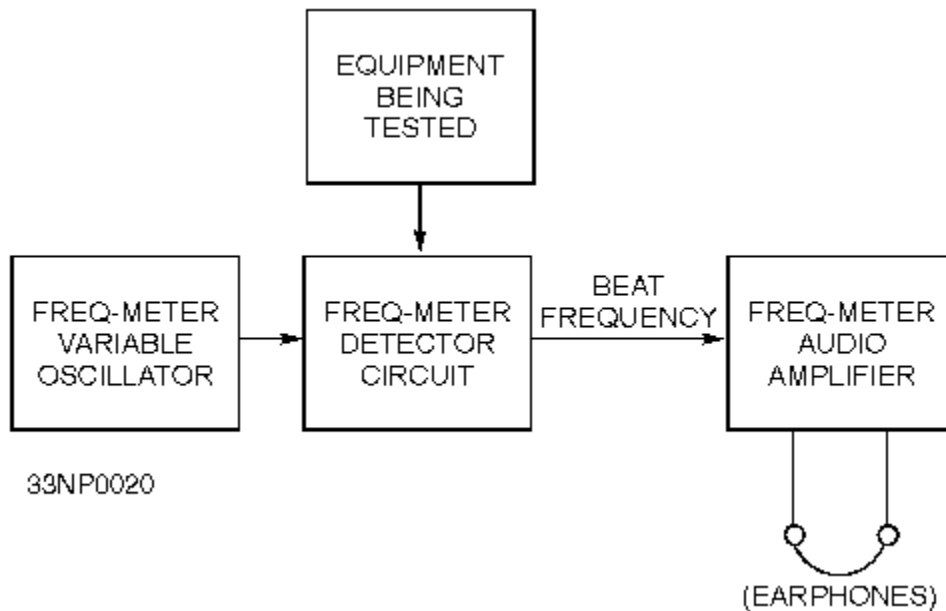 EQUIPMENT
BEING
TESTED
FREQ-METER
VARIABLE
OSCILLATOR
FREQ-METER
DETECTOR
CIRCUIT
BEAT
FREQUENCY
FREQ-METER
AUDIO
AMPLIFIER
33NP0020
(EARPHONES)